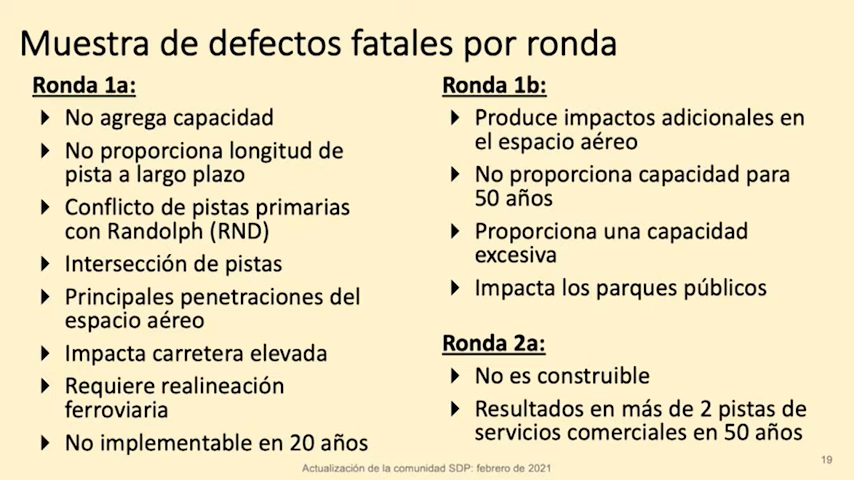 Muestra de defectos fatales por ronda
Ronda 1a:
No agrega capacidad
No proporciona longitud de
pista a largo plazo
Conflicto de pistas primarias
con Randolph (RND)
Intersección de pistas
Principales penetraciones del
espacio aéreo
Impacta carretera elevada
Requiere realineación
ferroviaria
No implementable en 20 años
Ronda 1b:
Produce impactos adicionales en
el espacio aéreo
No proporciona capacidad para
50 años
Proporciona una capacidad
excesiva
Impacta los parques públicos
Ronda 2a:
No es construible
Resultados en más de 2 pistas de
servicios comerciales en 50 años
Actualización de la comunidad SDP: febrero de 2021
19